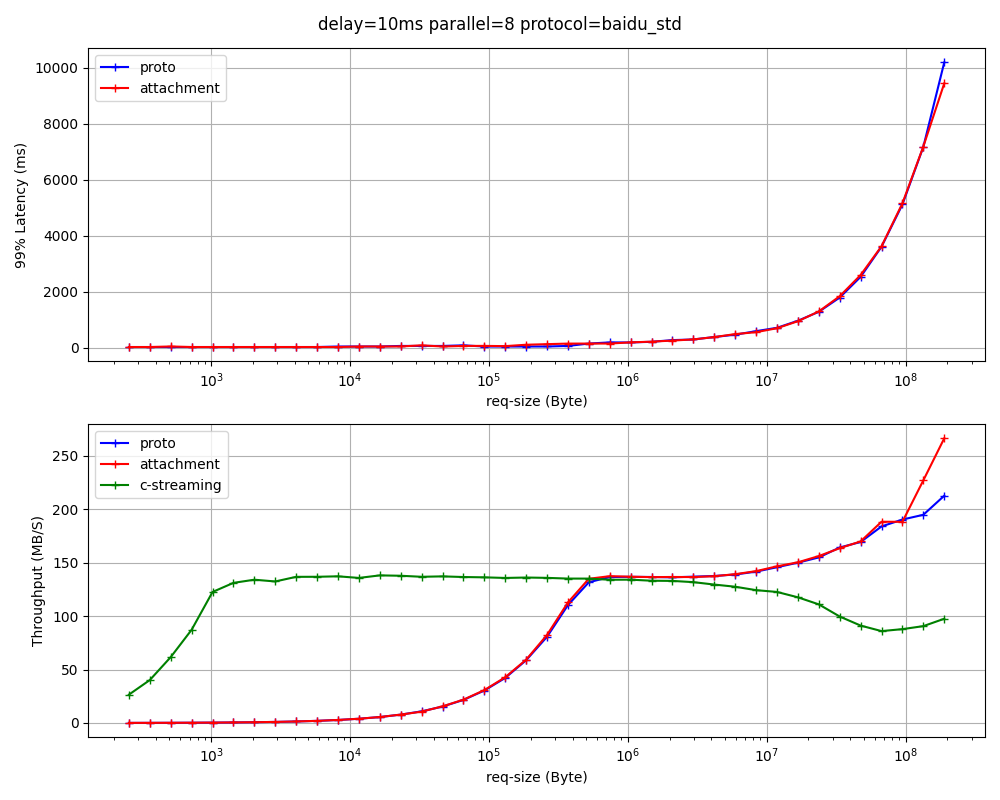 delay=10ms parallel=8 protocol=baidu_std
proto
attachment
99% Latency (ms)
10000
8000
6000
4000
2000
0
10³ 10⁴ 10⁵ 10⁶ 10⁷ 10⁸
req-size (Byte)
proto
attachment
c-streaming
Throughput (MB/S)
250
200
150
100
50
0
10³ 10⁴ 10⁵ 10⁶ 10⁷ 10⁸
req-size (Byte)